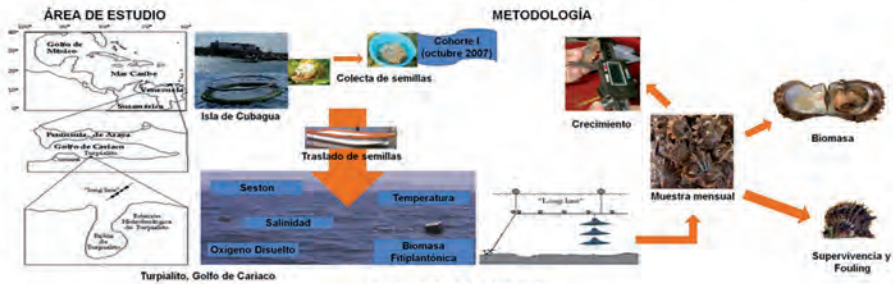 ÁREA DE ESTUDIO
METODOLOGÍA
Golfo de
México
Mar Caribe
Venezuela
Península de Araya
Golfo de Cariaco
Turpialito
"long line"
Estación
Hidrobiológica
de Turpialito
Bahía
de
Turpialito
Turpialito, Golfo de Cariaco
Isla de Cubagua
Colecta de semillas
Cohorte I
(octubre 2007)
Traslado de semillas
Seston
Temperatura
Salinidad
Oxígeno Disuelto
Biomasa
Fitiplantónica
"Long line"
Crecimiento
Muestra mensual
Biomasa
Supervivencia y
Fouling